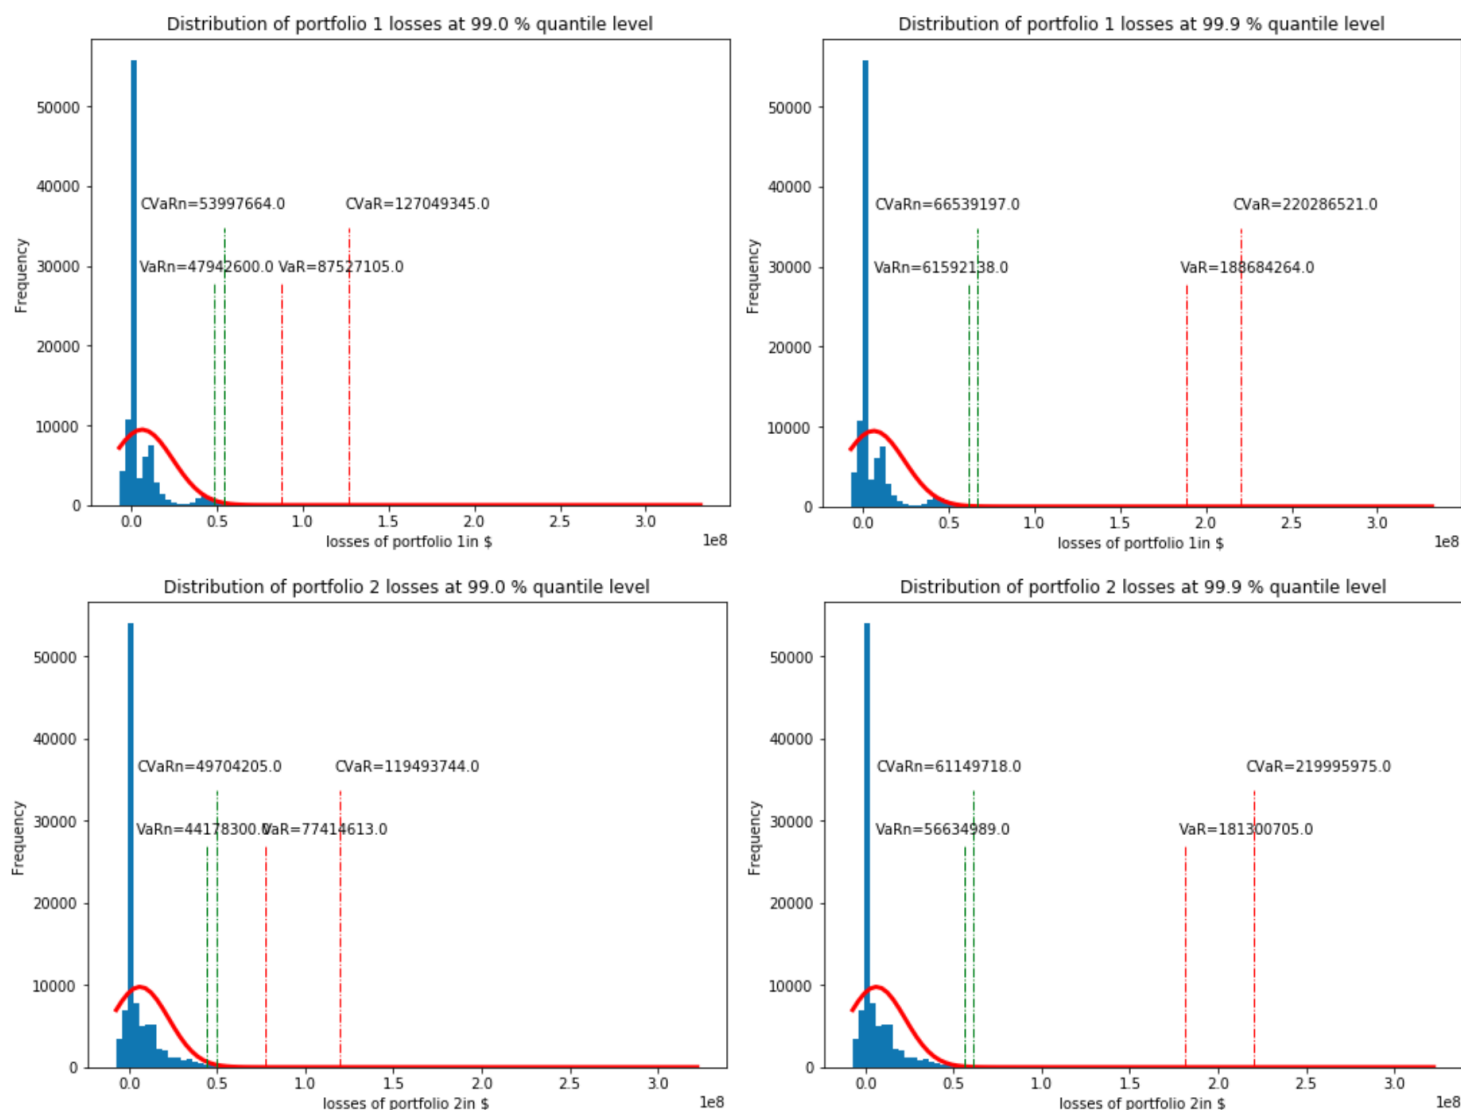 Distribution of portfolio 1 losses at 99.0 % quantile level
50000
40000
30000
20000
10000
0
Frequency
CVaRn=53997664.0
CVaR=127049345.0
VaRn=47942600.0
VaR=87527105.0
0.0 0.5 1.0 1.5 2.0 2.5 3.0
1e8
losses of portfolio 1in $
Distribution of portfolio 1 losses at 99.9 % quantile level
50000
40000
30000
20000
10000
0
Frequency
CVaRn=66539197.0
CVaR=220286521.0
VaRn=61592138.0
VaR=188684264.0
0.0 0.5 1.0 1.5 2.0 2.5 3.0
1e8
losses of portfolio 1in $
Distribution of portfolio 2 losses at 99.0 % quantile level
50000
40000
30000
20000
10000
0
Frequency
CVaRn=49704205.0
CVaR=119493744.0
VaRn=44178300.0
VaR=77414613.0
0.0 0.5 1.0 1.5 2.0 2.5 3.0
1e8
losses of portfolio 2in $
Distribution of portfolio 2 losses at 99.9 % quantile level
50000
40000
30000
20000
10000
0
Frequency
CVaRn=61149718.0
CVaR=219995975.0
VaRn=56634989.0
VaR=181300705.0
0.0 0.5 1.0 1.5 2.0 2.5 3.0
1e8
losses of portfolio 2in $